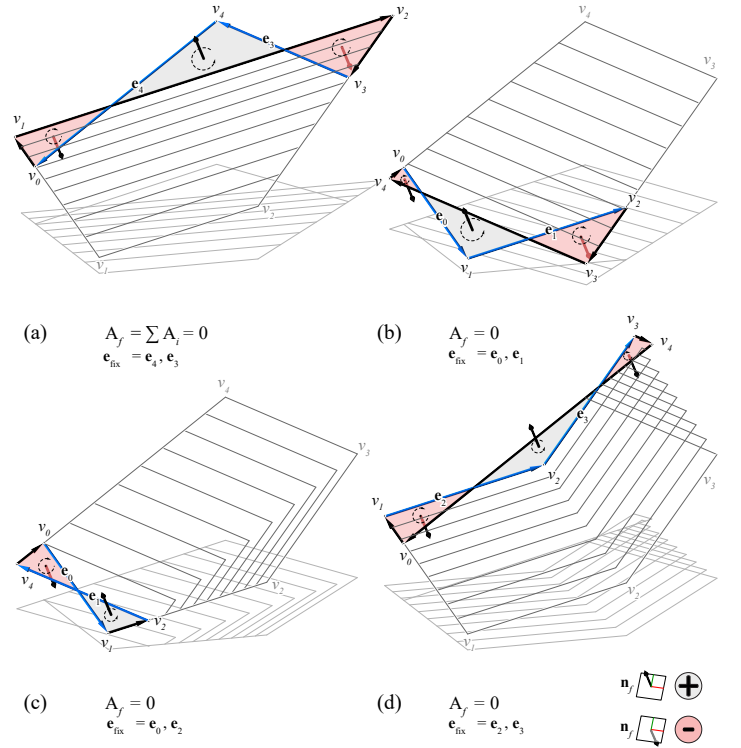 v4
v2
e3
e4
v3
v1
v0
v2
v1
(a) Af = ∑ Ai = 0
efix = e4, e3
v4
v3
v0
v4
v2
e0
e1
v1
v3
(b) Af = 0
efix = e0, e1
v4
v3
v0
v4
e0
e1
v2
v2
v1
(c) Af = 0
efix = e0, e2
v3
v4
e3
v2
v3
v1
e2
v0
v2
v1
(d) Af = 0
efix = e2, e3
nf +
nf -